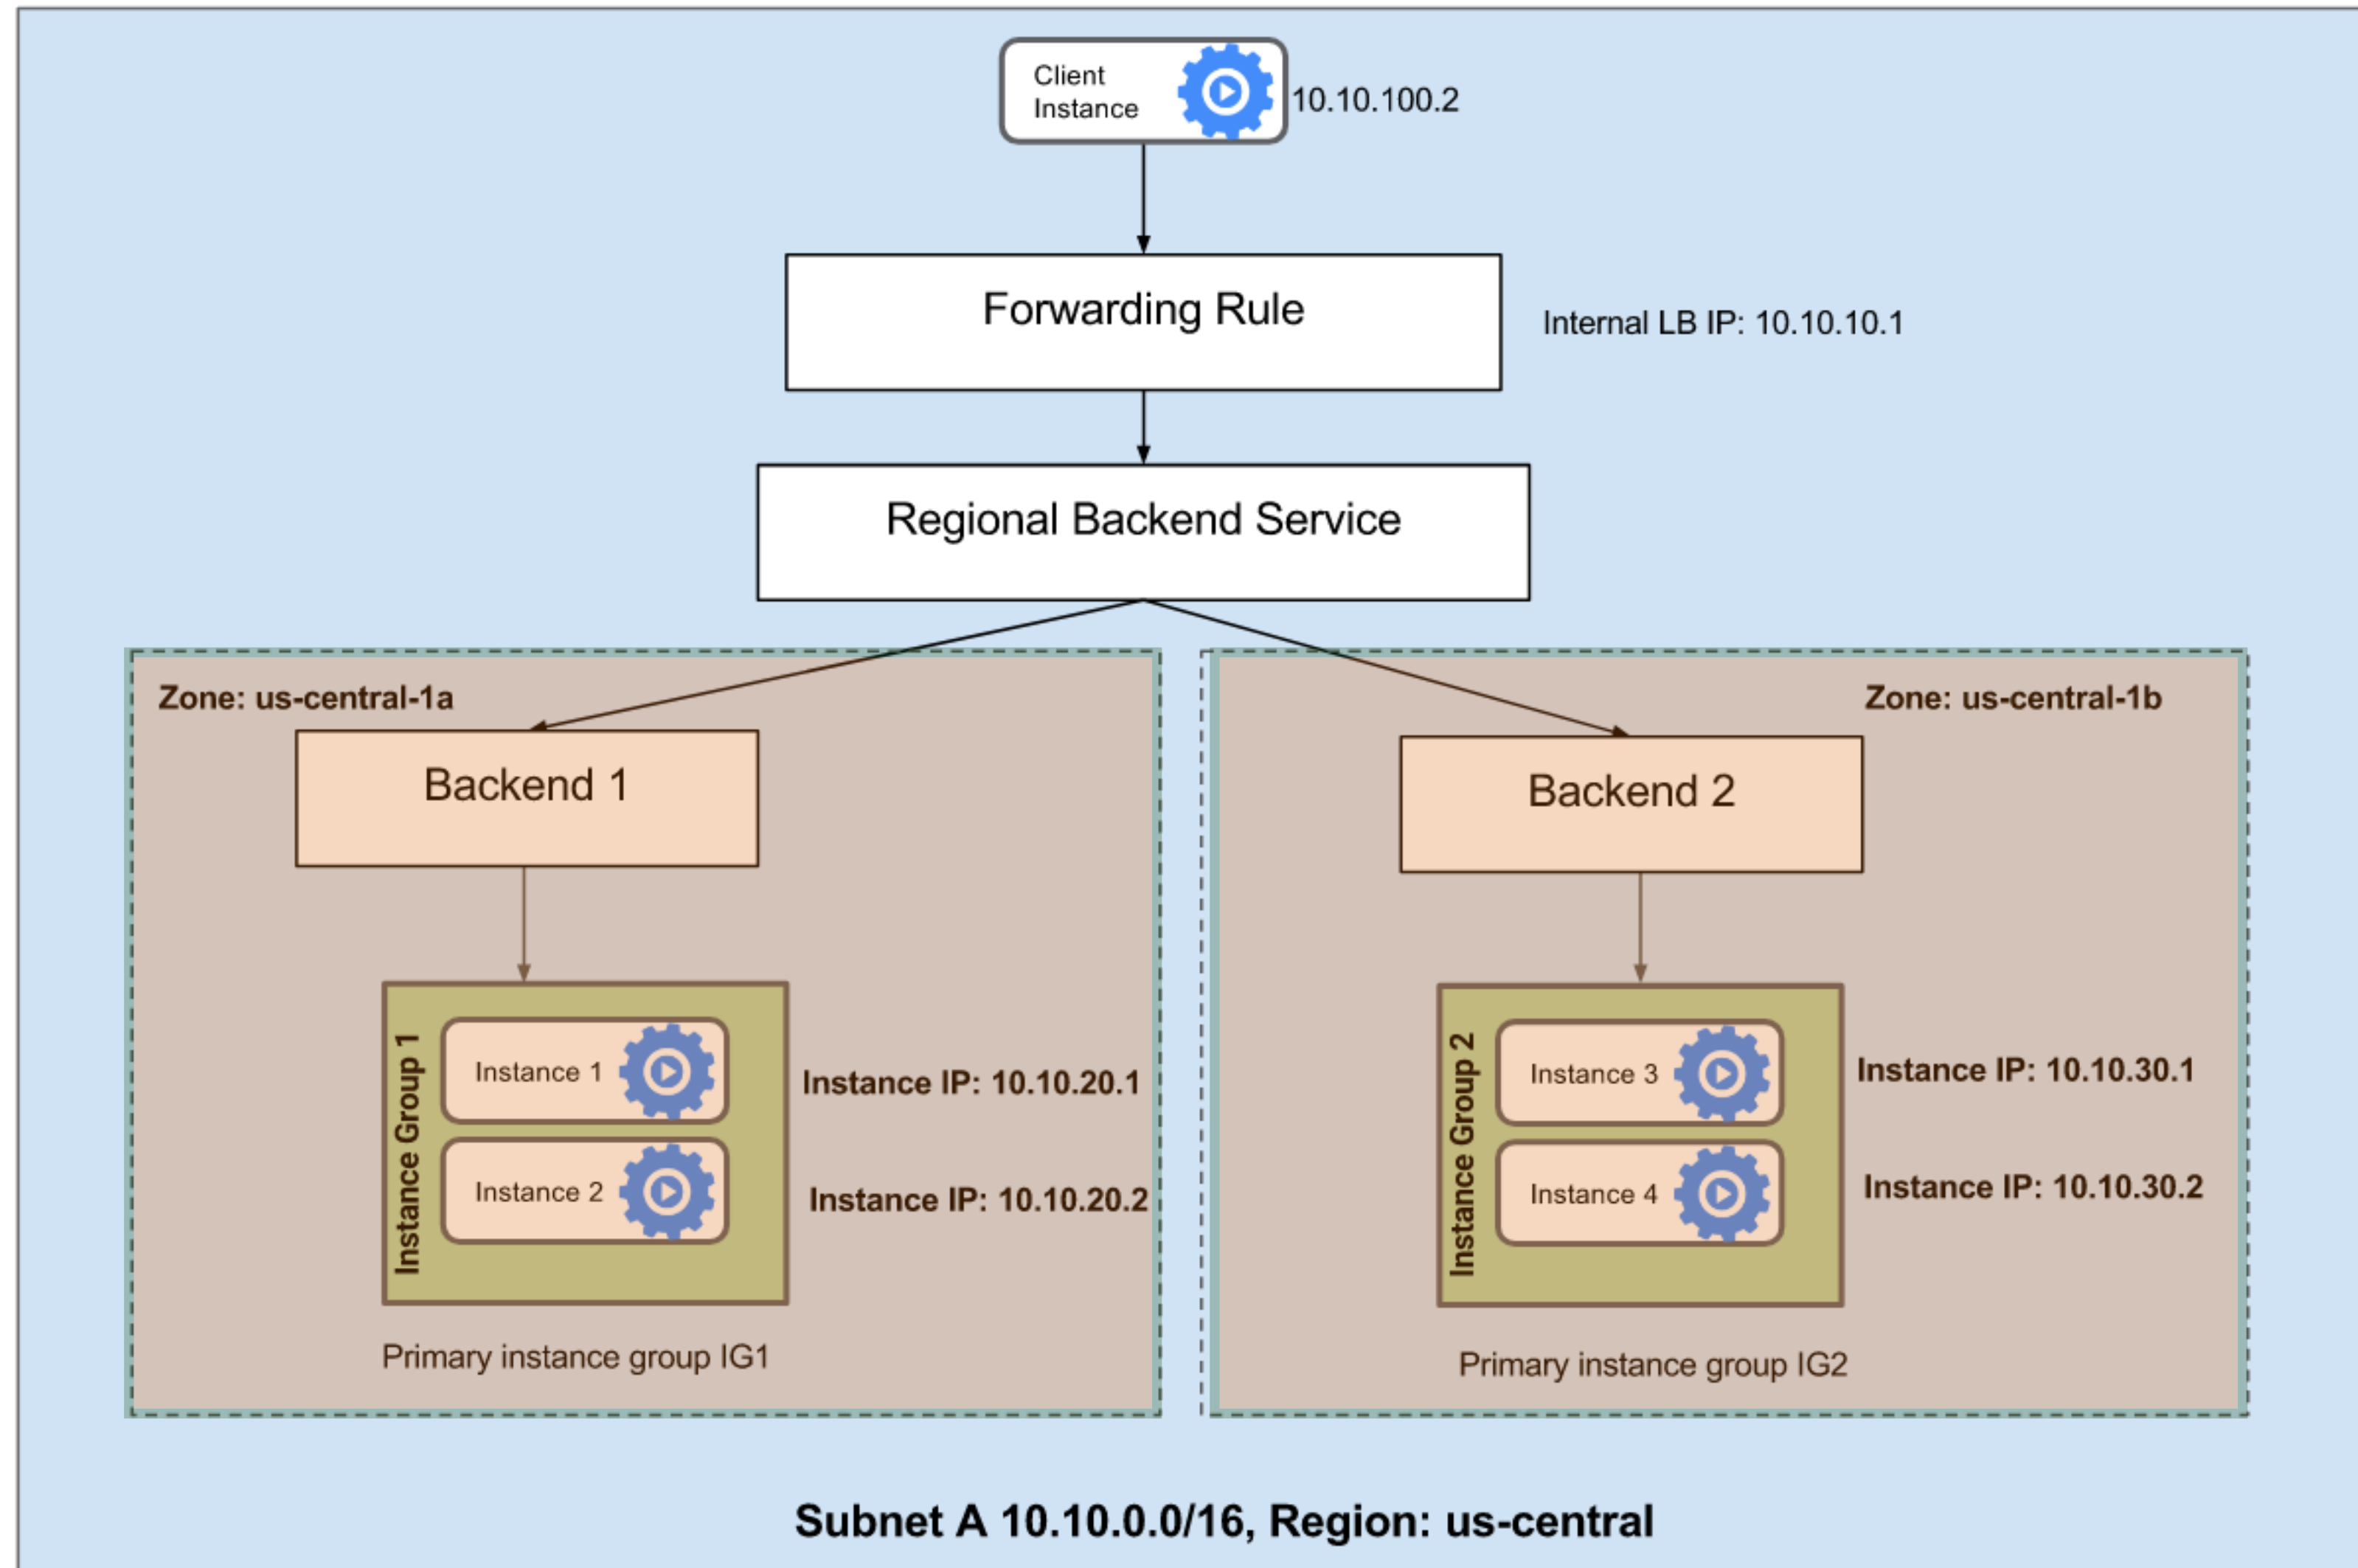 Client
Instance
10.10.100.2
Forwarding Rule
Internal LB IP: 10.10.10.1
Regional Backend Service
Zone: us-central-1a
Zone: us-central-1b
Backend 1
Backend 2
Instance Group 1
Instance 1
Instance IP: 10.10.20.1
Instance 2
Instance IP: 10.10.20.2
Primary instance group IG1
Instance Group 2
Instance 3
Instance IP: 10.10.30.1
Instance 4
Instance IP: 10.10.30.2
Primary instance group IG2
Subnet A 10.10.0.0/16, Region: us-central